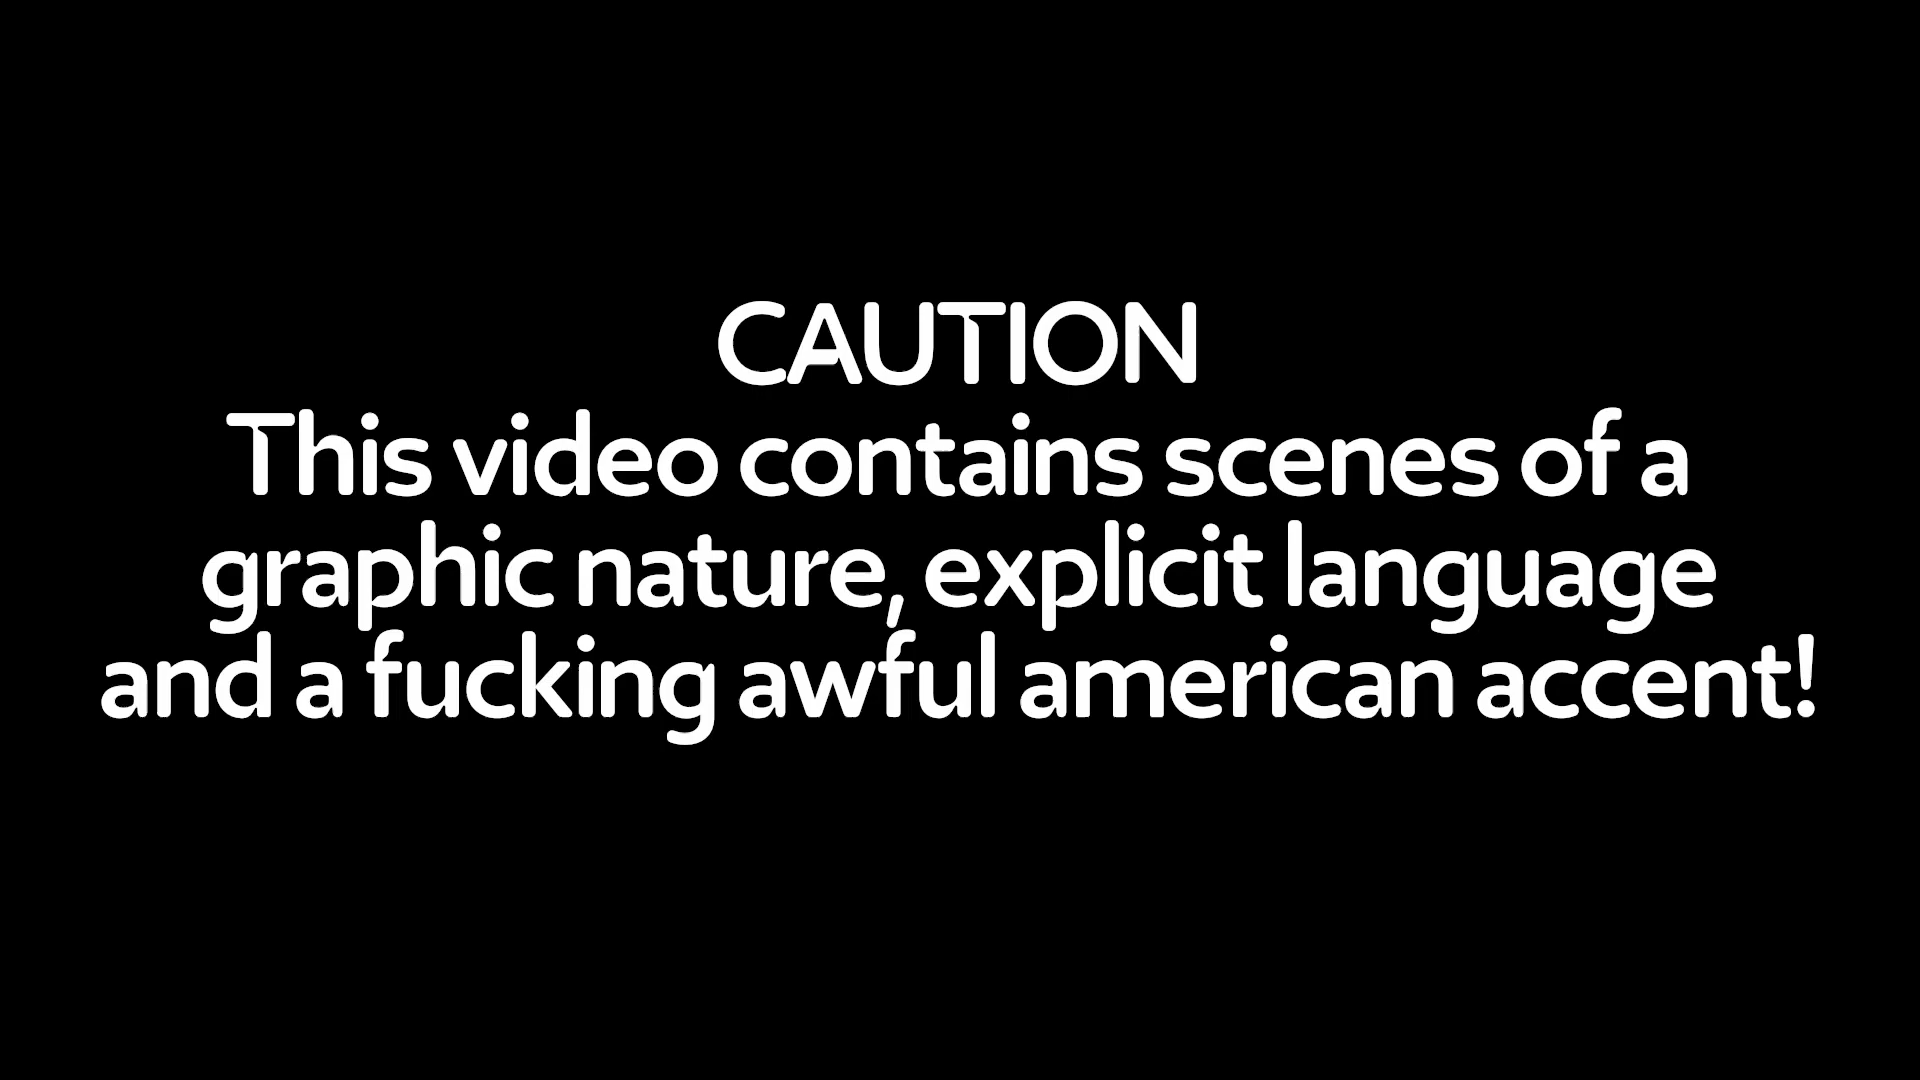 CAUTION
This video contains scenes of a
graphic nature, explicit language
and a fucking awful american accent!